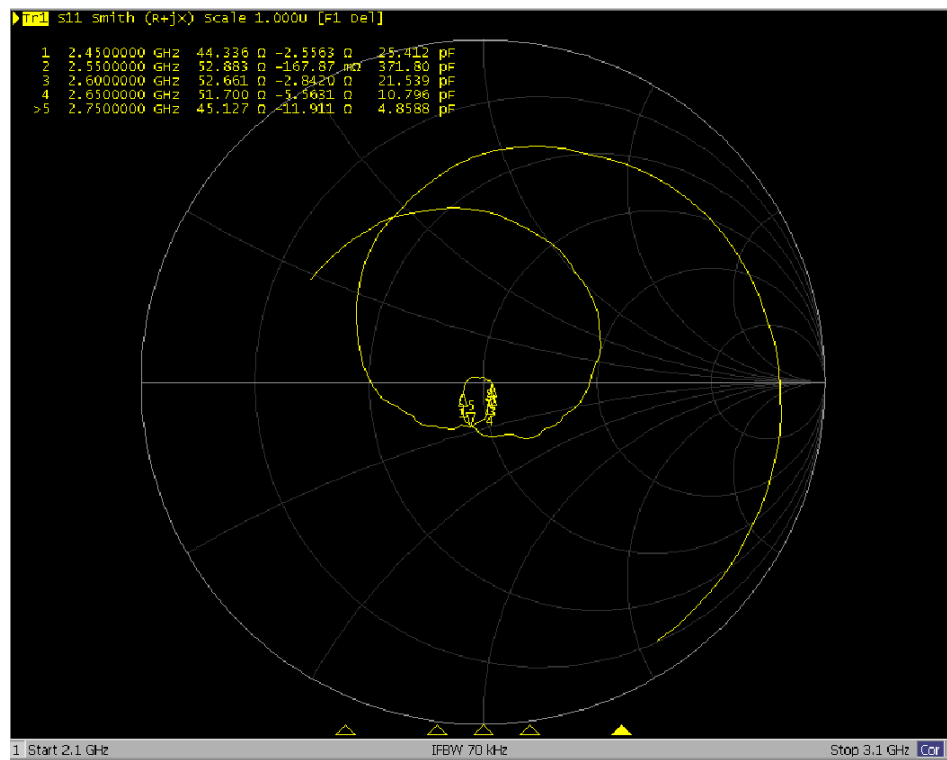 Tr1 S11 Smith (R+jX) Scale 1.000U [F1 Del]
1 2.4500000 GHz 44.336 Ω -2.5563 Ω 25.412 pF
2 2.5500000 GHz 52.883 Ω -167.87 mΩ 371.80 pF
3 2.6000000 GHz 52.661 Ω -2.8420 Ω 21.539 pF
4 2.6500000 GHz 51.700 Ω -5.5631 Ω 10.796 pF
>5 2.7500000 GHz 45.127 Ω -11.911 Ω 4.8588 pF
1 Start 2.1 GHz IFBW 70 kHz Stop 3.1 GHz Cor